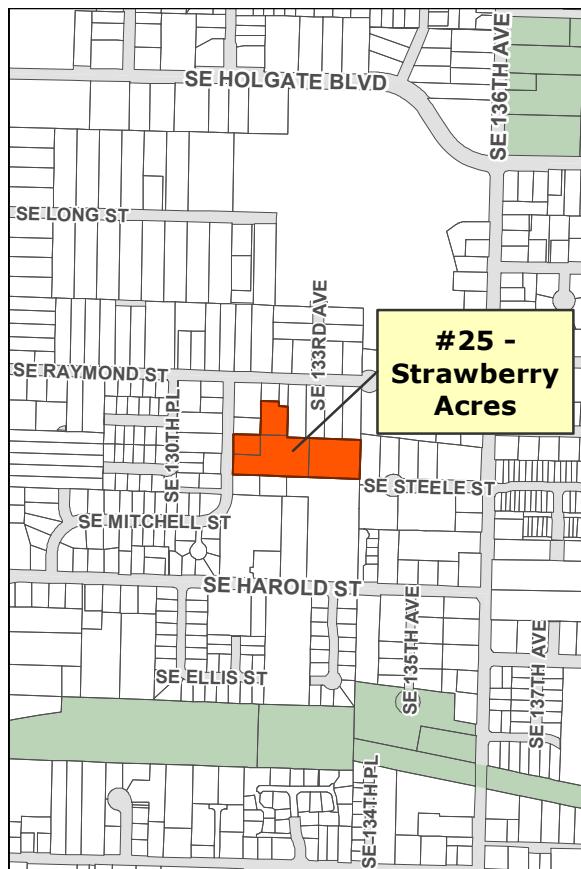 SE HOLGATE BLVD
SE 136TH AVE
SE LONG ST
SE 133RD AVE
#25 -
Strawberry
Acres
SE RAYMOND ST
SE 130TH PL
SE STEELE ST
SE MITCHELL ST
SE HAROLD ST
SE 135TH AVE
SE 137TH AVE
SE ELLIS ST
SE 134TH PL